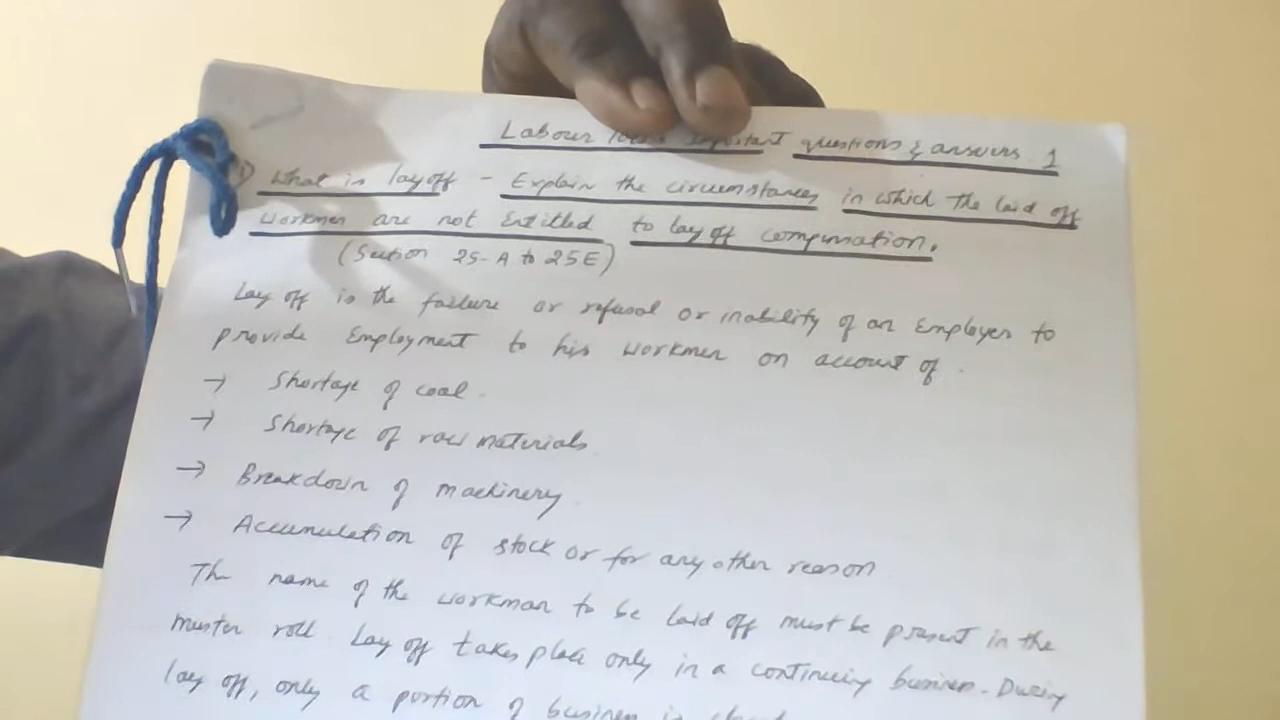 Labour important questions & answers. 1
1) What is lay off - Explain the circumstances in which the laid off
workmen are not Entitled to lay off compensation.
(Section 25-A to 25E)
Lay off is the failure or refusal or inability of an Employer to
provide Employment to his workmen on account of.
→ Shortage of coal.
→ Shortage of raw materials
→ Breakdown of machinery
→ Accumulation of stock or for any other reason
The name of the workman to be laid off must be present in the
muster roll. Lay off takes place only in a continuing business. During
lay off, only a portion of business is